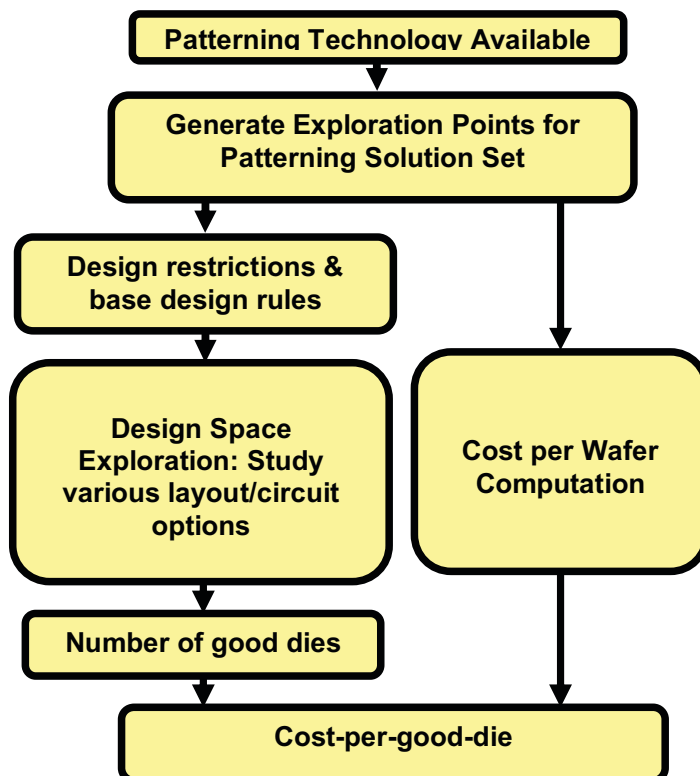 Patterning Technology Available
Generate Exploration Points for
Patterning Solution Set
Design restrictions &
base design rules
Design Space
Exploration: Study
various layout/circuit
options
Cost per Wafer
Computation
Number of good dies
Cost-per-good-die